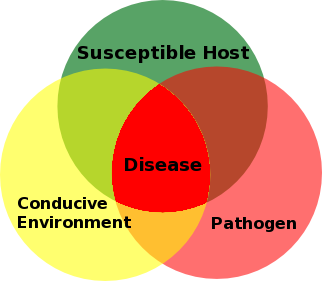 Susceptible Host
Disease
Conducive
Environment
Pathogen